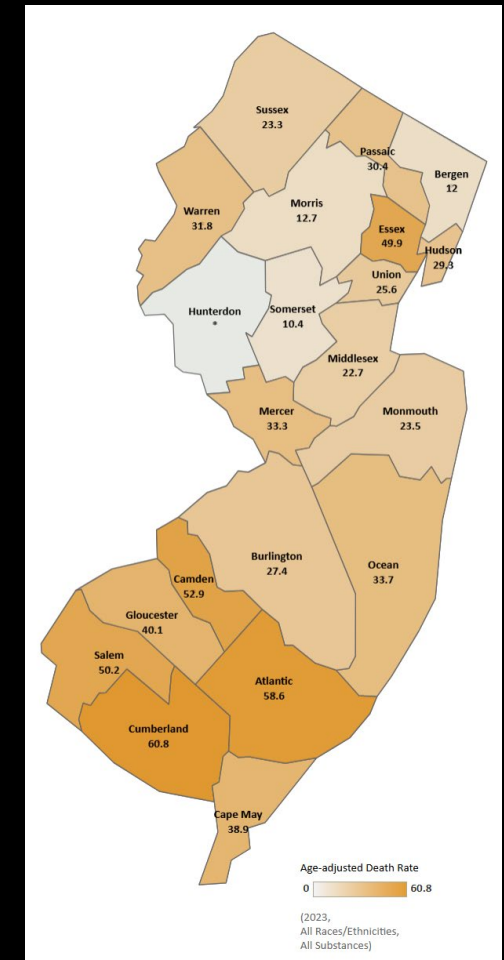 Sussex
23.3
Passaic
30.4
Bergen
12
Warren
31.8
Morris
12.7
Essex
49.9
Hudson
29.3
Union
25.6
Hunterdon
*
Somerset
10.4
Middlesex
22.7
Mercer
33.3
Monmouth
23.5
Burlington
27.4
Ocean
33.7
Camden
52.9
Gloucester
40.1
Salem
50.2
Atlantic
58.6
Cumberland
60.8
Cape May
38.9
Age-adjusted Death Rate
0 60.8
(2023,
All Races/Ethnicities,
All Substances)